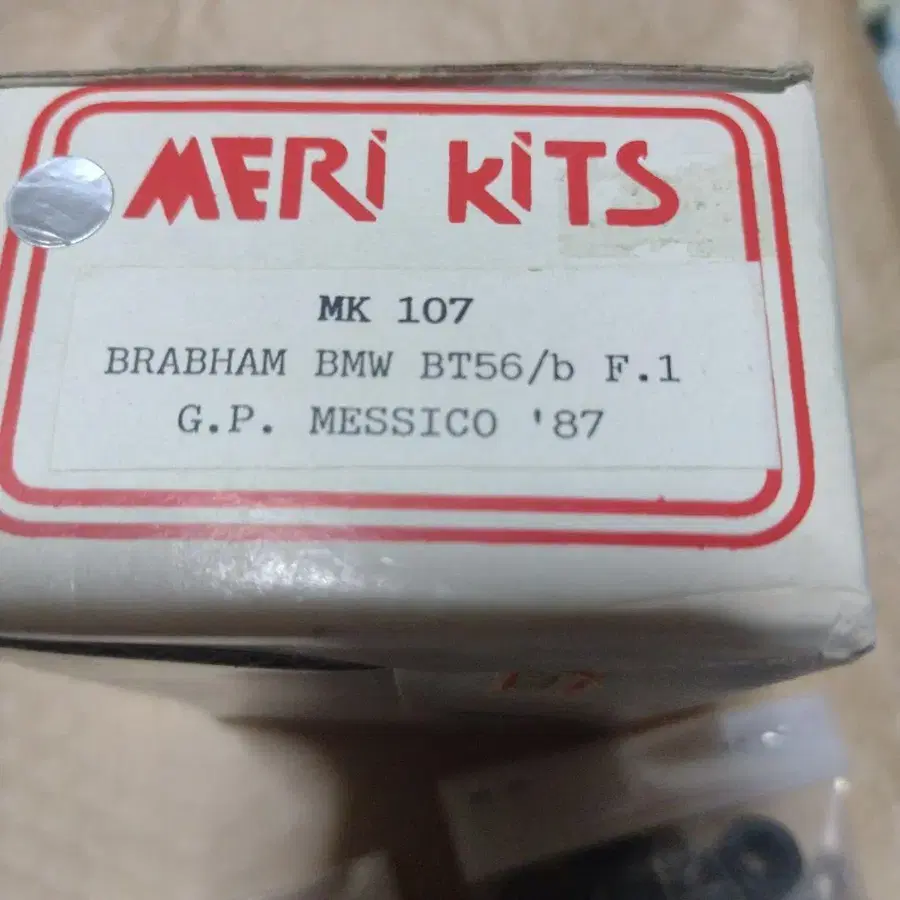 MERi KiTS
MK 107
BRABHAM BMW BT56/b F.1
G.P. MESSICO '87